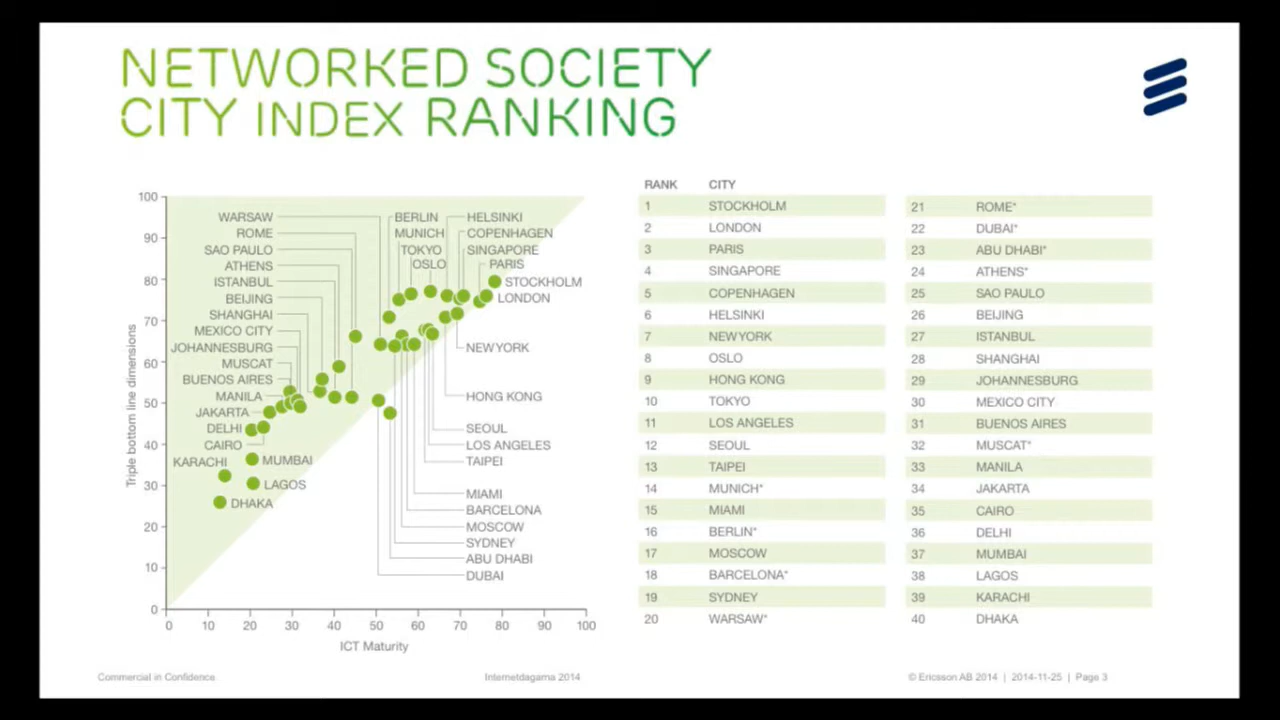 NETWORKED SOCIETY
CITY INDEX RANKING
100
90
80
70
60
50
40
30
20
10
0
Triple bottom line dimensions
WARSAW
ROME
SAO PAULO
ATHENS
ISTANBUL
BEIJING
SHANGHAI
MEXICO CITY
JOHANNESBURG
MUSCAT
BUENOS AIRES
MANILA
JAKARTA
DELHI
CAIRO
KARACHI
MUMBAI
LAGOS
DHAKA
BERLIN
MUNICH
TOKYO
OSLO
HELSINKI
COPENHAGEN
SINGAPORE
PARIS
STOCKHOLM
LONDON
NEWYORK
HONG KONG
SEOUL
LOS ANGELES
TAIPEI
MIAMI
BARCELONA
MOSCOW
SYDNEY
ABU DHABI
DUBAI
0 10 20 30 40 50 60 70 80 90 100
ICT Maturity
RANK CITY
1 STOCKHOLM
2 LONDON
3 PARIS
4 SINGAPORE
5 COPENHAGEN
6 HELSINKI
7 NEWYORK
8 OSLO
9 HONG KONG
10 TOKYO
11 LOS ANGELES
12 SEOUL
13 TAIPEI
14 MUNICH*
15 MIAMI
16 BERLIN*
17 MOSCOW
18 BARCELONA*
19 SYDNEY
20 WARSAW*
21 ROME*
22 DUBAI*
23 ABU DHABI*
24 ATHENS*
25 SAO PAULO
26 BEIJING
27 ISTANBUL
28 SHANGHAI
29 JOHANNESBURG
30 MEXICO CITY
31 BUENOS AIRES
32 MUSCAT*
33 MANILA
34 JAKARTA
35 CAIRO
36 DELHI
37 MUMBAI
38 LAGOS
39 KARACHI
40 DHAKA
Commercial in Confidence
Internetdagarna 2014
© Ericsson AB 2014 | 2014-11-25 | Page 3